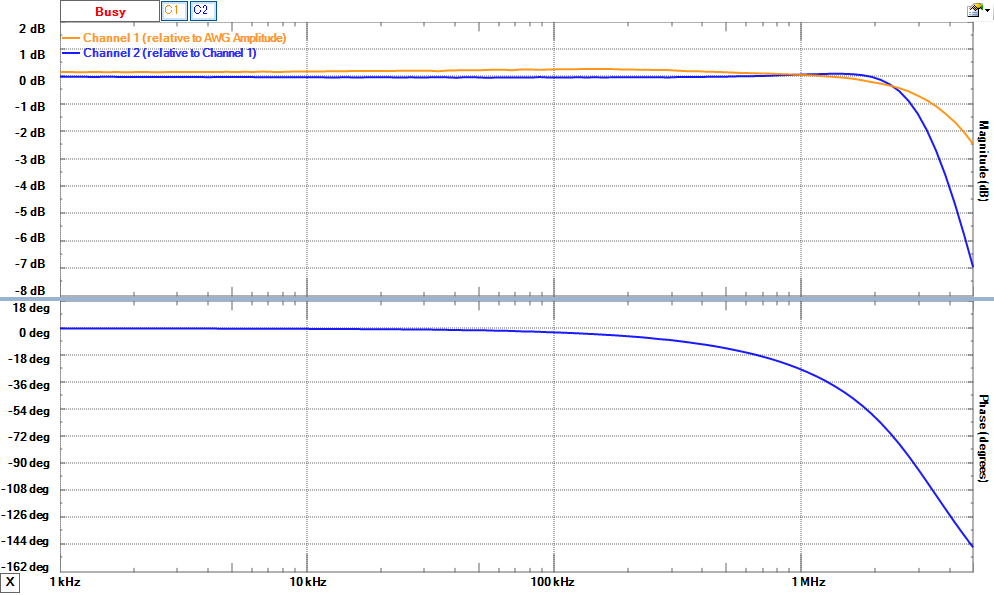 Busy C1 C2
2 dB
Channel 1 (relative to AWG Amplitude)
Channel 2 (relative to Channel 1)
1 dB
0 dB
-1 dB
-2 dB
-3 dB
-4 dB
-5 dB
-6 dB
-7 dB
-8 dB
Magnitude (dB)
18 deg
0 deg
-18 deg
-36 deg
-54 deg
-72 deg
-90 deg
-108 deg
-126 deg
-144 deg
-162 deg
Phase (degrees)
X 1 kHz 10 kHz 100 kHz 1 MHz